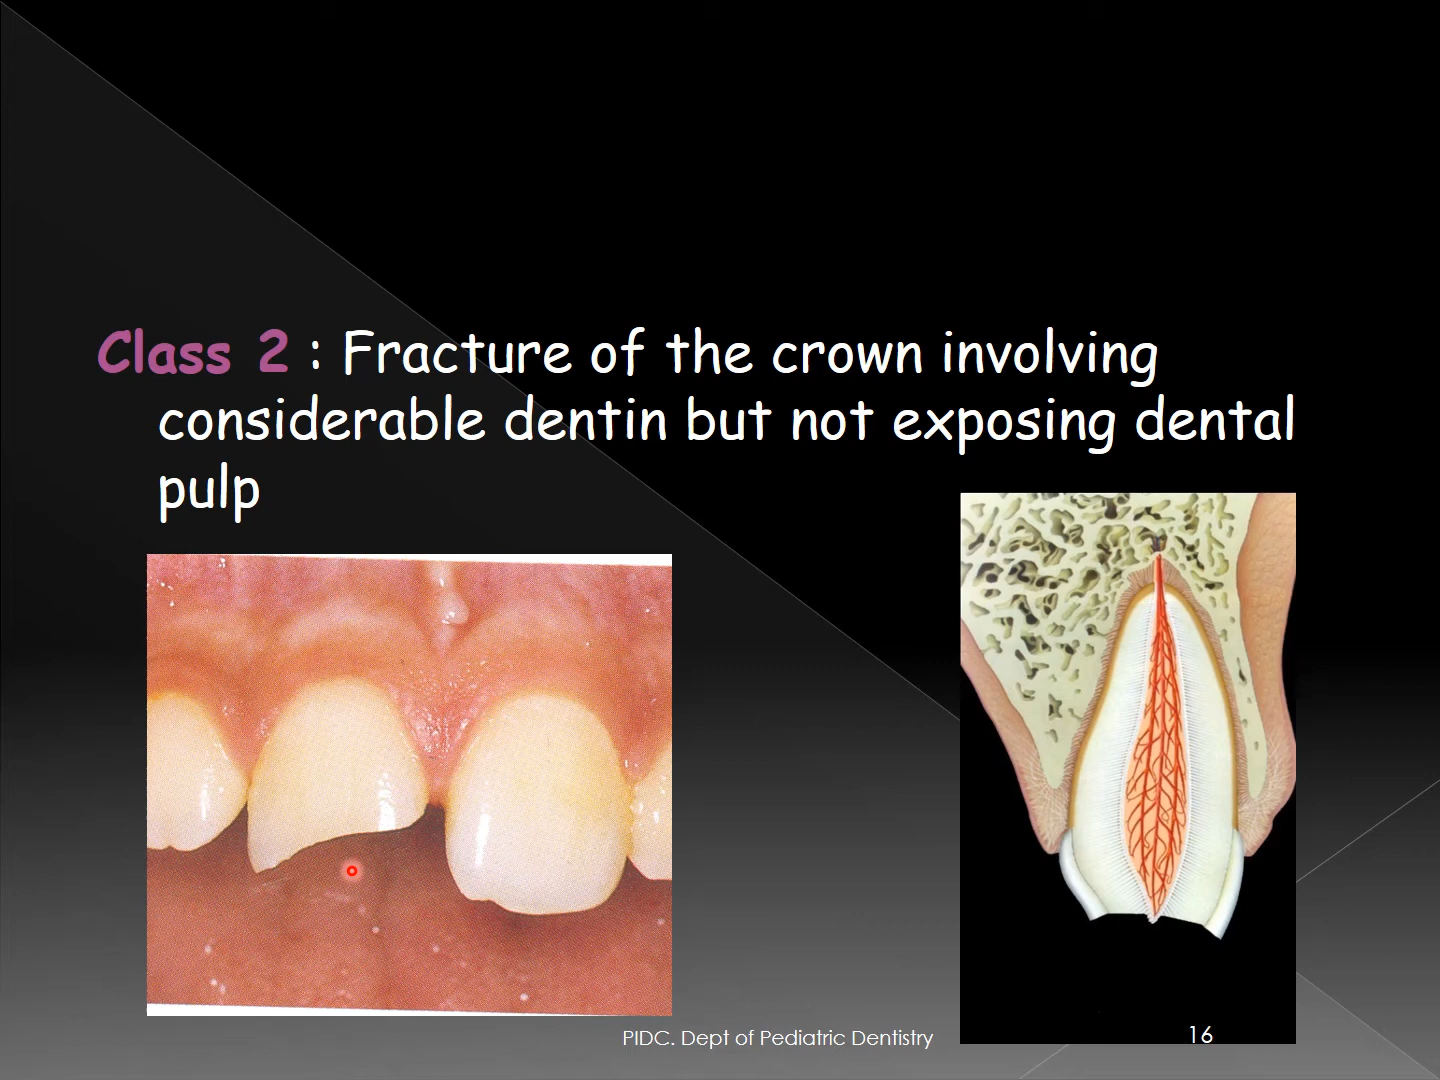 Class 2 : Fracture of the crown involving
considerable dentin but not exposing dental
pulp
PIDC. Dept of Pediatric Dentistry
16